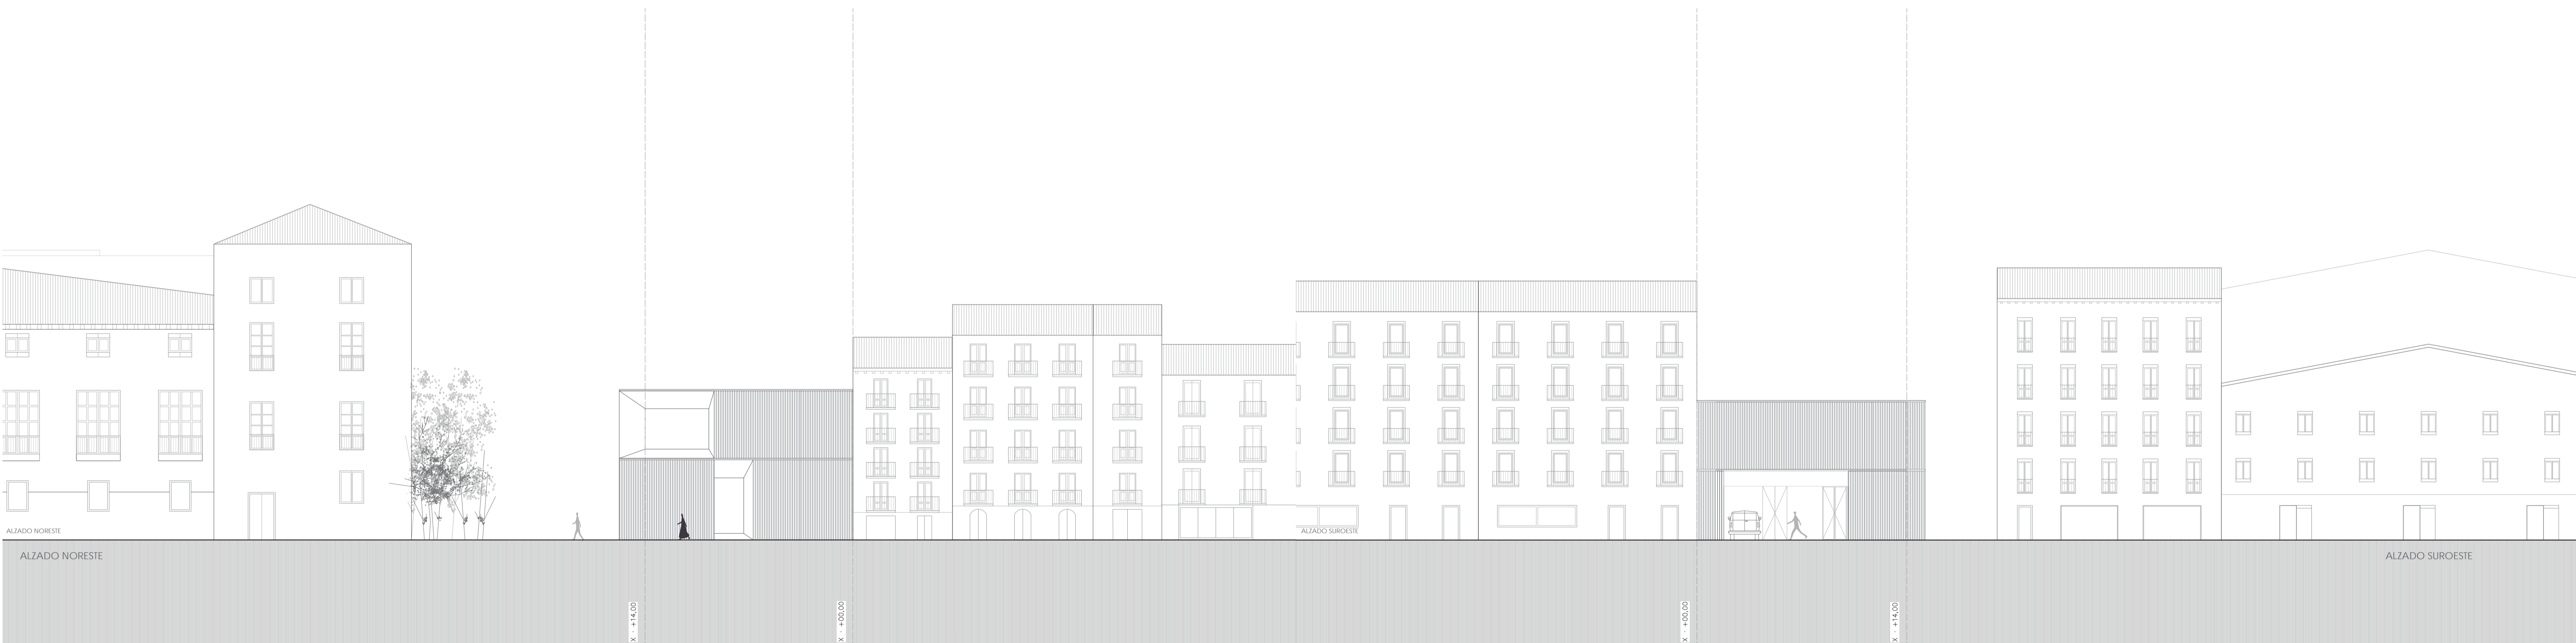 ALZADO NORESTE
ALZADO SUROESTE
ALZADO NORESTE
ALZADO SUROESTE
X · +14,00
X · +00,00
X · +00,00
X · +14,00